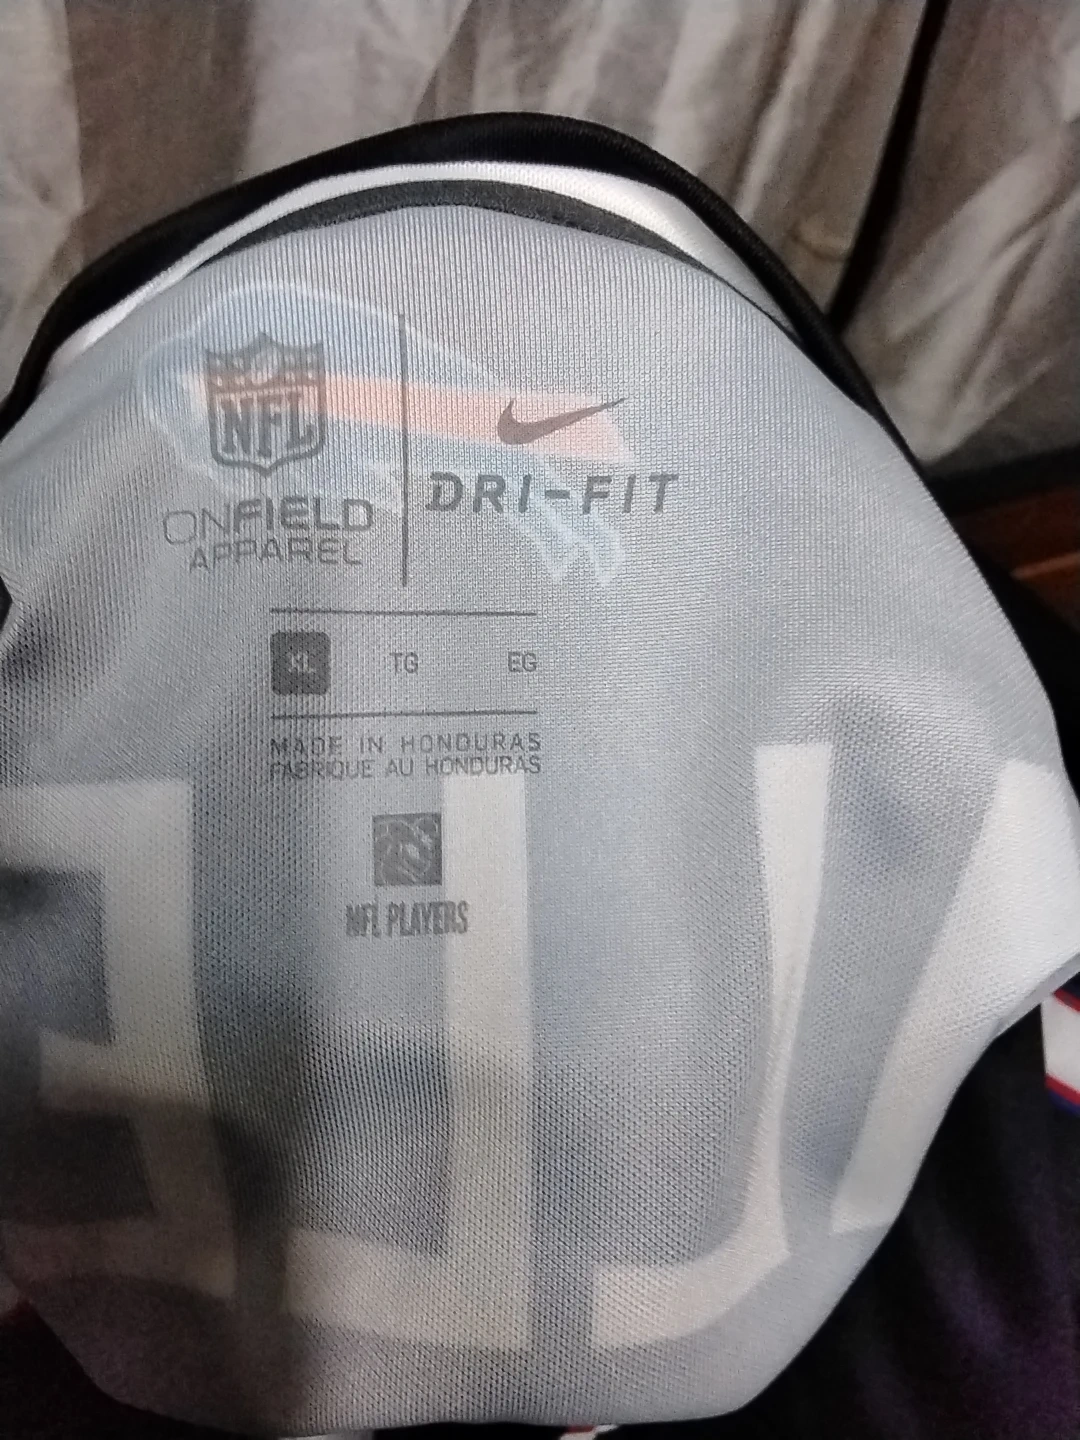 NFL
ONFIELD
APPAREL
DRI-FIT
XL TG EG
MADE IN HONDURAS
FABRIQUE AU HONDURAS
NFL PLAYERS